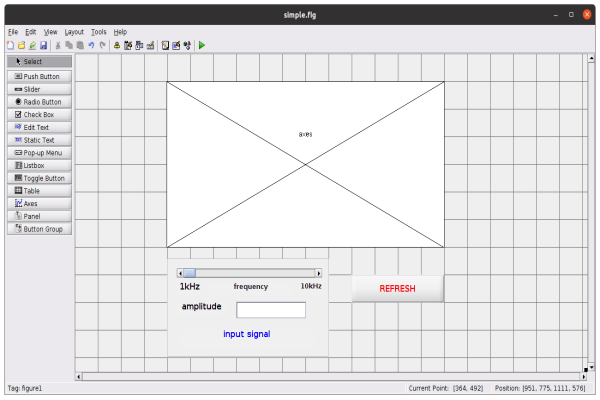 simple.fig
File Edit View Layout Tools Help
Select
Push Button
Slider
Radio Button
Check Box
Edit Text
Static Text
Pop-up Menu
Listbox
Toggle Button
Table
Axes
Panel
Button Group
axes
1kHz frequency 10kHz
amplitude
input signal
REFRESH
Tag: figure1 Current Point: [364, 492] Position: [951, 775, 1111, 576]